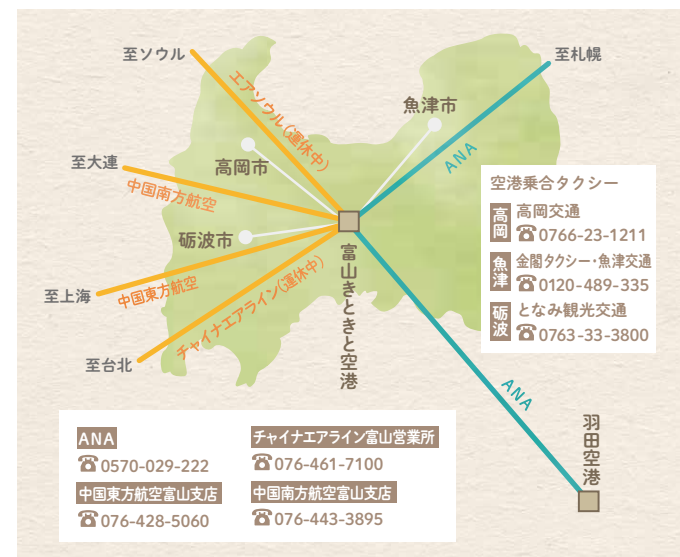 至ソウル
至札幌
エアソウル(運休中)
魚津市
ANA
至大連
高岡市
中国南方航空
空港乗合タクシー
高岡
高岡交通
☎0766-23-1211
魚津
金閣タクシー・魚津交通
☎0120-489-335
砺波
となみ観光交通
☎0763-33-3800
砺波市
富山きときと空港
至上海
中国東方航空
チャイナエアライン(運休中)
至台北
ANA
羽田空港
ANA
☎0570-029-222
チャイナエアライン富山営業所
☎076-461-7100
中国東方航空富山支店
☎076-428-5060
中国南方航空富山支店
☎076-443-3895